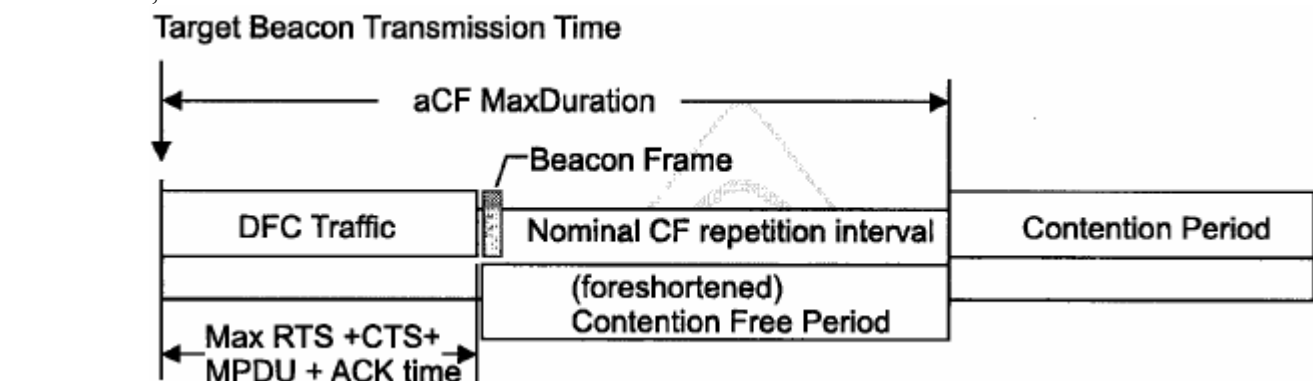 Target Beacon Transmission Time
aCF MaxDuration
Beacon Frame
DFC Traffic
Nominal CF repetition interval
Contention Period
(foreshortened)
Contention Free Period
Max RTS +CTS+
MPDU + ACK time